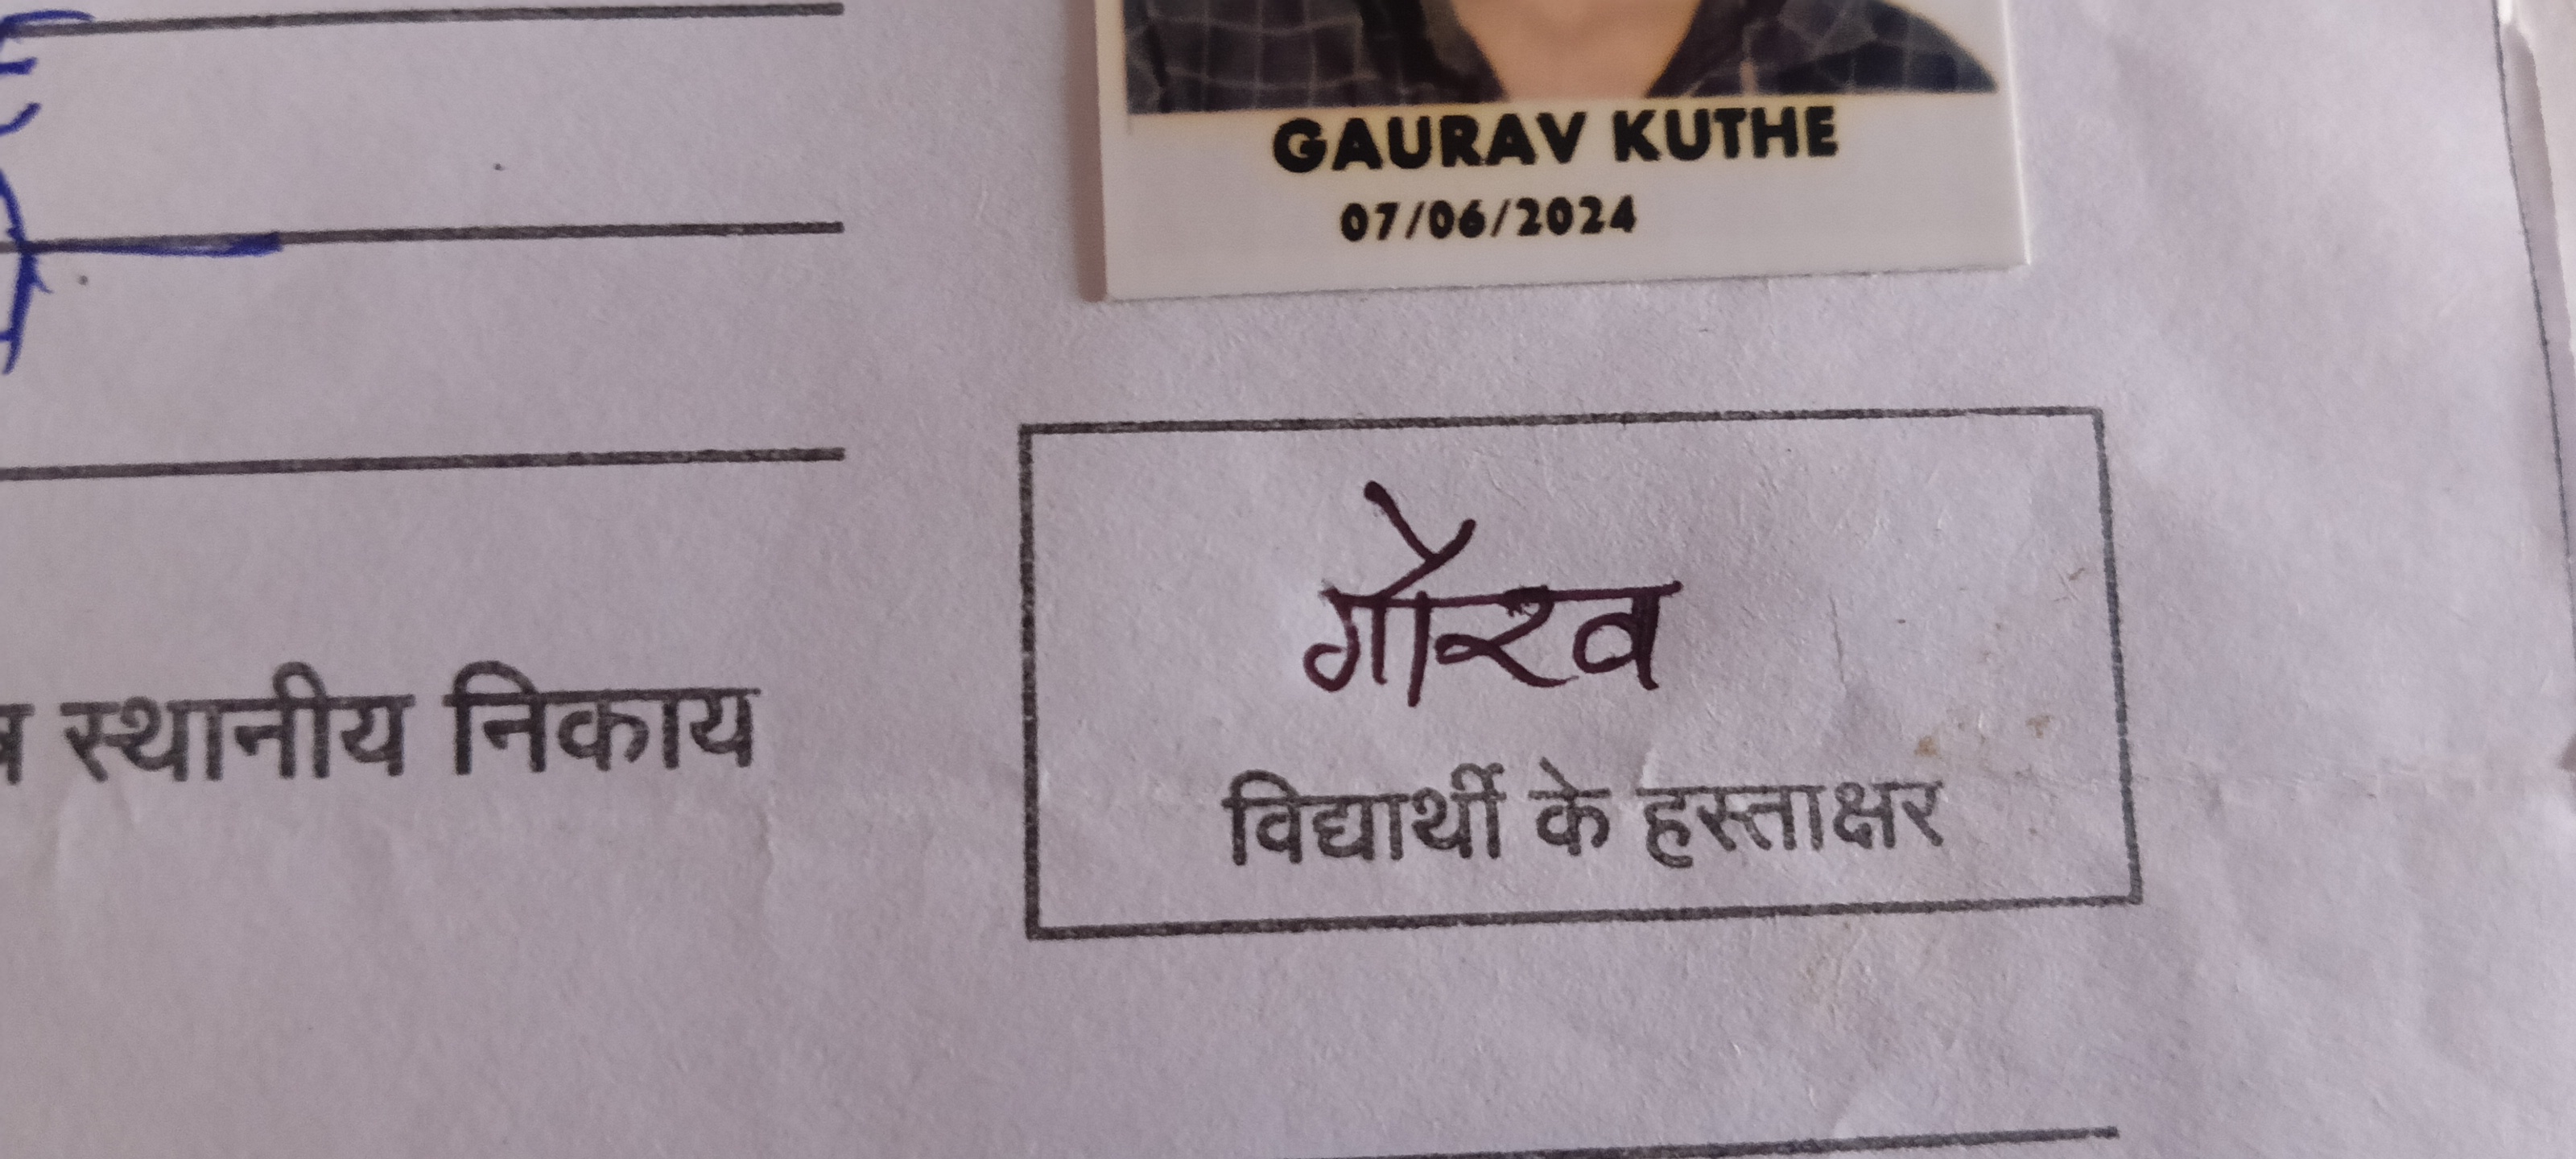 GAURAV KUTHE
07/06/2024
गौरव
स्थानीय निकाय
विद्यार्थी के हस्ताक्षर